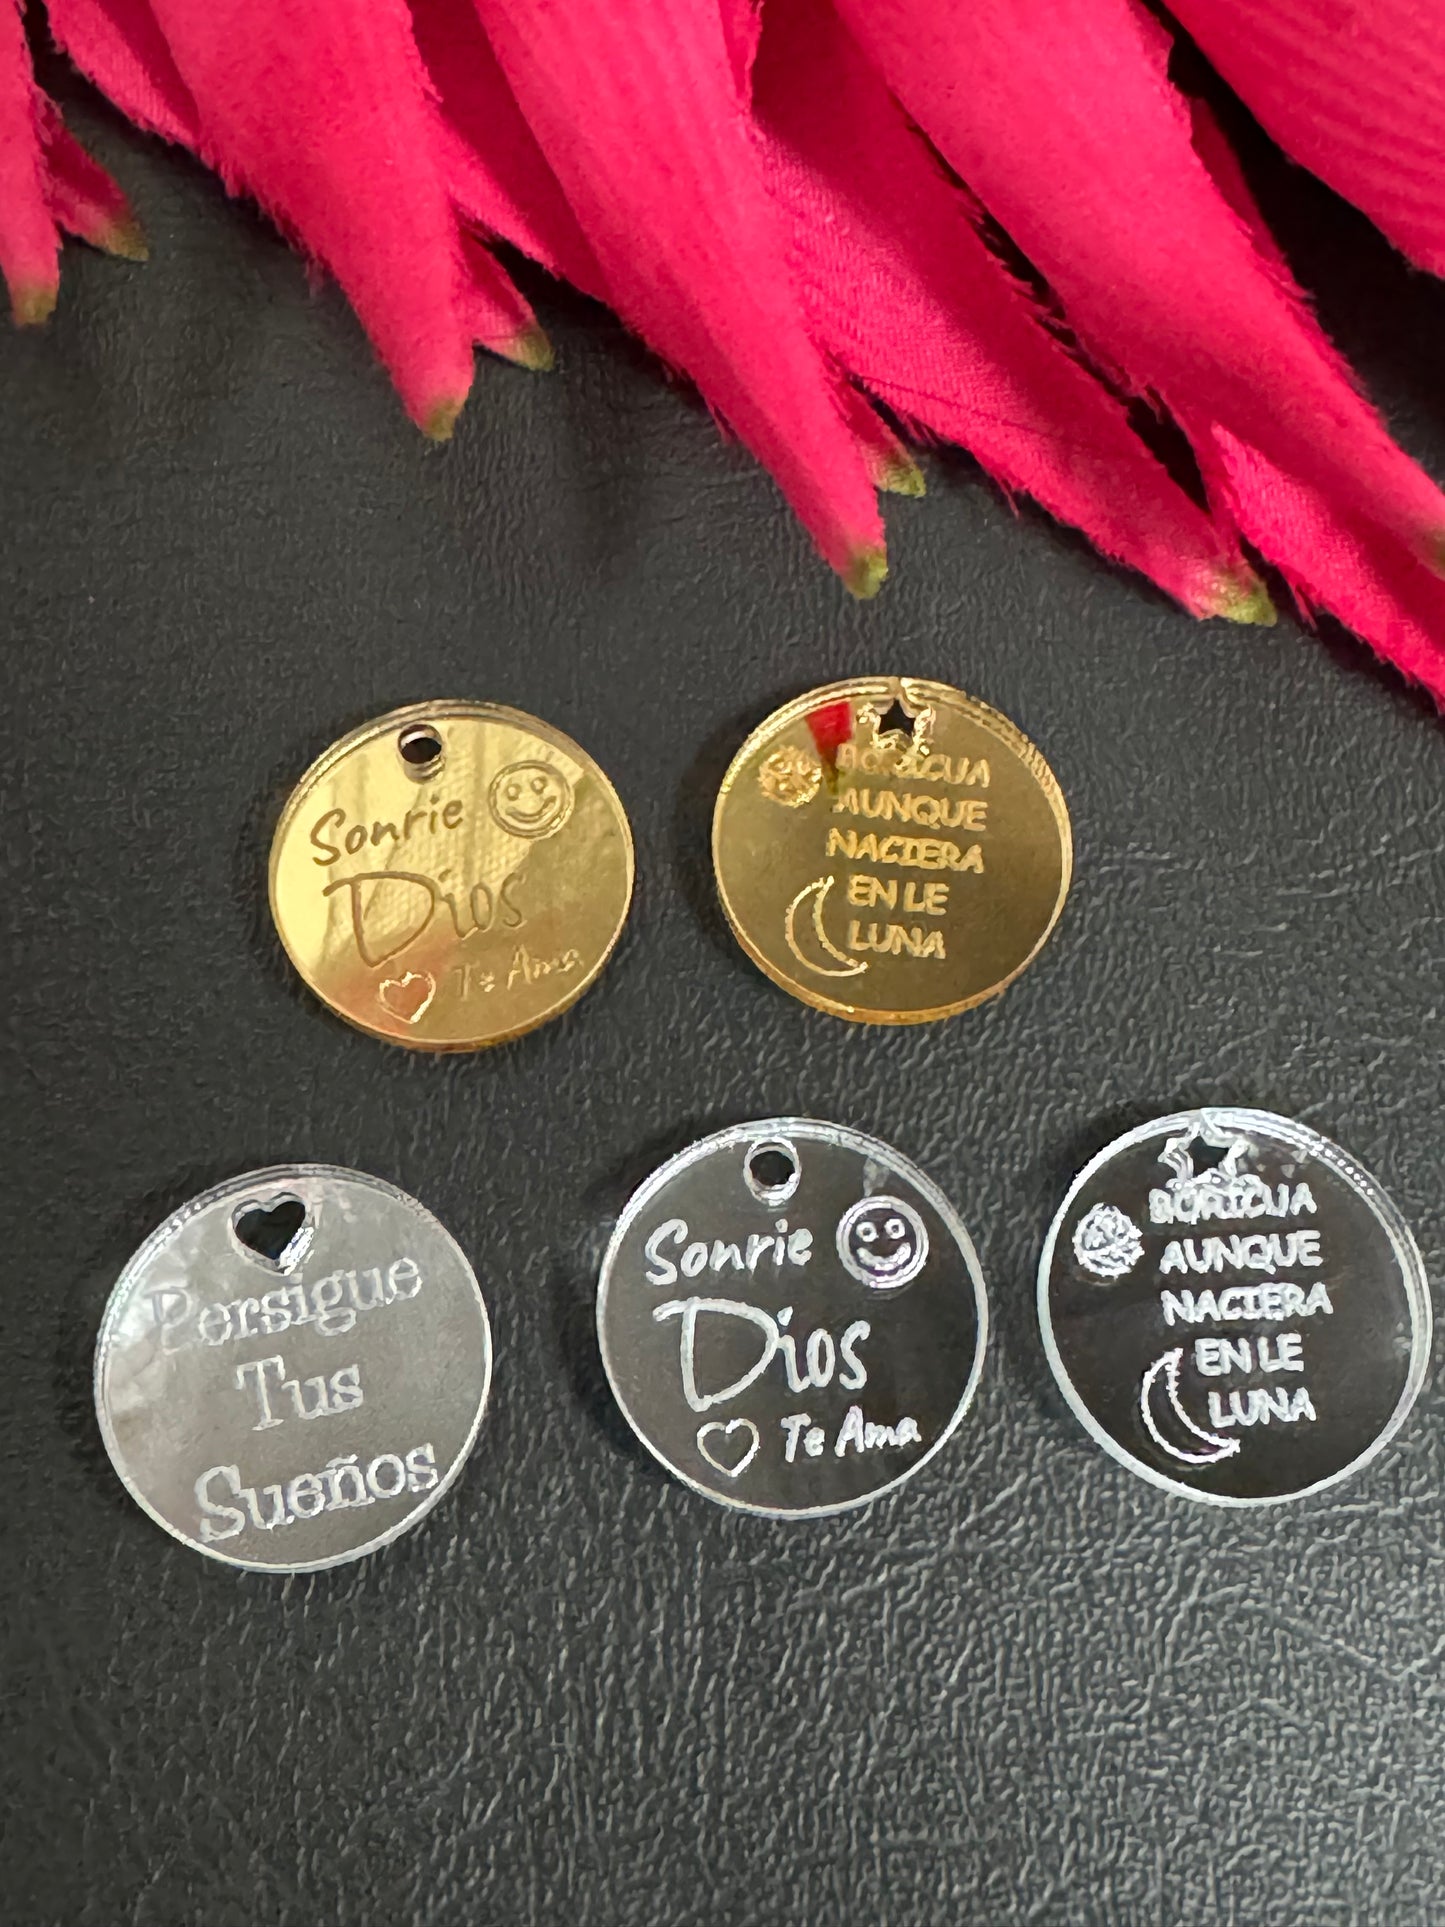 Sonrie
Dios
Te Ama
BORICUA
AUNQUE
NACIERA
EN LE
LUNA
Persigue
Tus
Sueños
Sonrie
Dios
Te Ama
BORICUA
AUNQUE
NACIERA
EN LE
LUNA